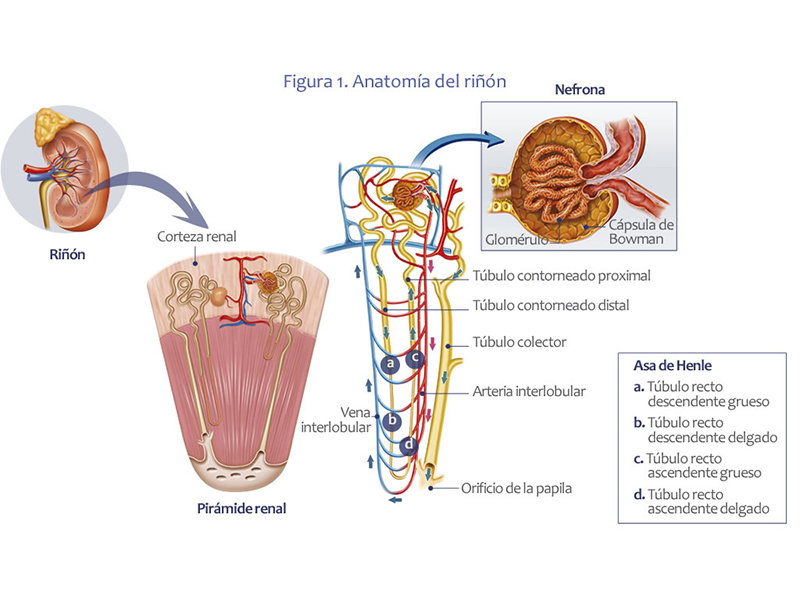 Figura 1. Anatomía del riñón
Nefrona
Glomérulo
Cápsula de
Bowman
Riñón
Corteza renal
Pirámide renal
Túbulo contorneado proximal
Túbulo contorneado distal
Túbulo colector
Arteria interlobular
Vena
interlobular
Orificio de la papila
a
c
b
d
Asa de Henle
a. Túbulo recto
descendente grueso
b. Túbulo recto
descendente delgado
c. Túbulo recto
ascendente grueso
d. Túbulo recto
ascendente delgado